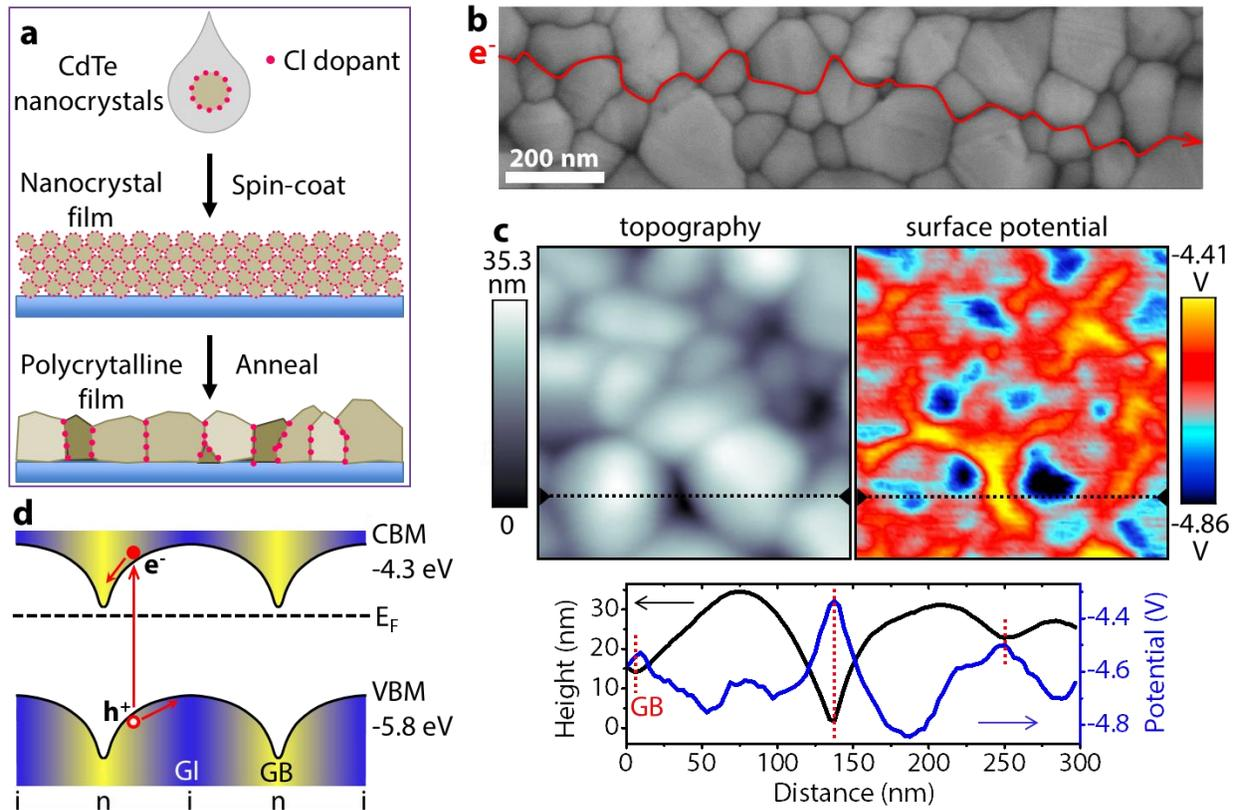 a
CdTe
nanocrystals
Cl dopant
Nanocrystal
film
Spin-coat
Polycrystalline
film
Anneal
b
e-
200 nm
c
topography
surface potential
35.3
nm
0
-4.41
V
-4.86
V
d
CBM
-4.3 eV
e-
EF
VBM
-5.8 eV
h+
GI
GB
i
n
i
n
i
Height (nm)
30
20
10
0
GB
-4.4
-4.6
-4.8
Potential (V)
0
50
100
150
200
250
300
Distance (nm)